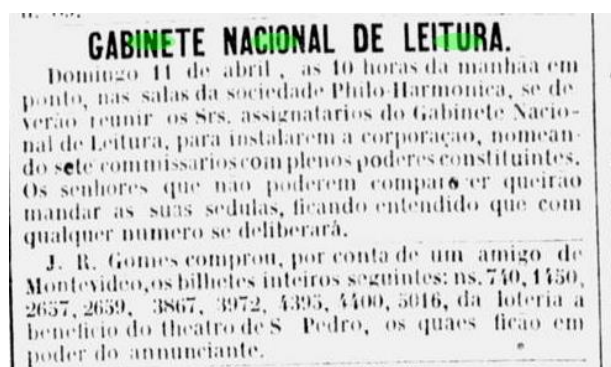 GABINETE NACIONAL DE LEITURA.
Domingo 11 de abril, as 10 horas da manhãa em
ponto, nas salas da sociedade Philo-Harmonica, se de
verão reunir os Srs. assignatarios do Gabinete Nacio-
nal de Leitura, para instalarem a corporaçao, nomean-
do sete commissarios com plenos poderes constituintes.
Os senhores que não poderem comparecer queirão
mandar as suas sedulas, ficando entendido que com
qualquer numero se deliberará.
J. R. Gomes comprou, por conta de um amigo de
Montevideo, os bilhetes inteiros seguintes: ns. 740, 1450,
2657, 2659, 3867, 3972, 4395, 4400, 5016, da loteria a
beneficio do theatro de S Pedro, os quaes ficão em
poder do annunciante.